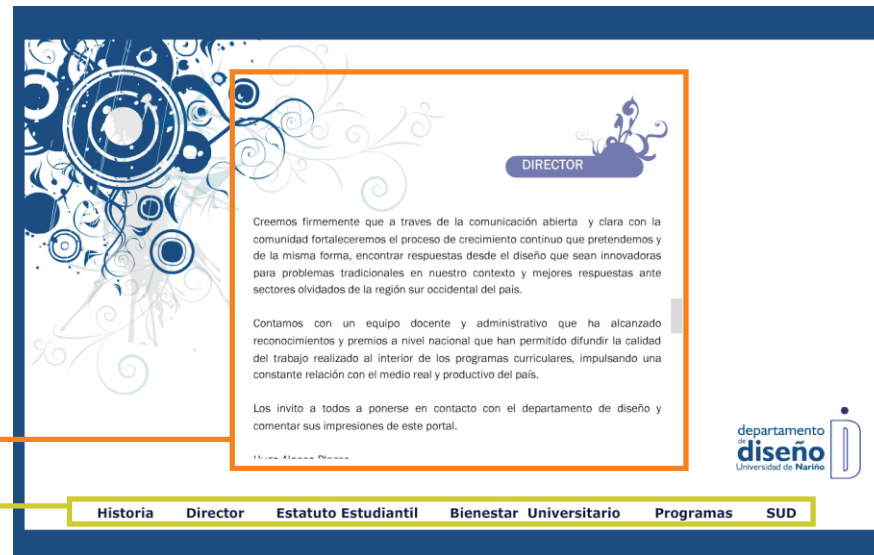 DIRECTOR
Creemos firmemente que a traves de la comunicación abierta y clara con la
comunidad fortaleceremos el proceso de crecimiento continuo que pretendemos y
de la misma forma, encontrar respuestas desde el diseño que sean innovadoras
para problemas tradicionales en nuestro contexto y mejores respuestas ante
sectores olvidados de la región sur occidental del pais.
Contamos con un equipo docente y administrativo que ha alcanzado
reconocimientos y premios a nivel nacional que han permitido difundir la calidad
del trabajo realizado al interior de los programas curriculares, impulsando una
constante relación con el medio real y productivo del país.
Los invito a todos a ponerse en contacto con el departamento de diseño y
comentar sus impresiones de este portal.
departamento
de
diseño
Universidad de Nariño
Historia Director Estatuto Estudiantil Bienestar Universitario Programas SUD